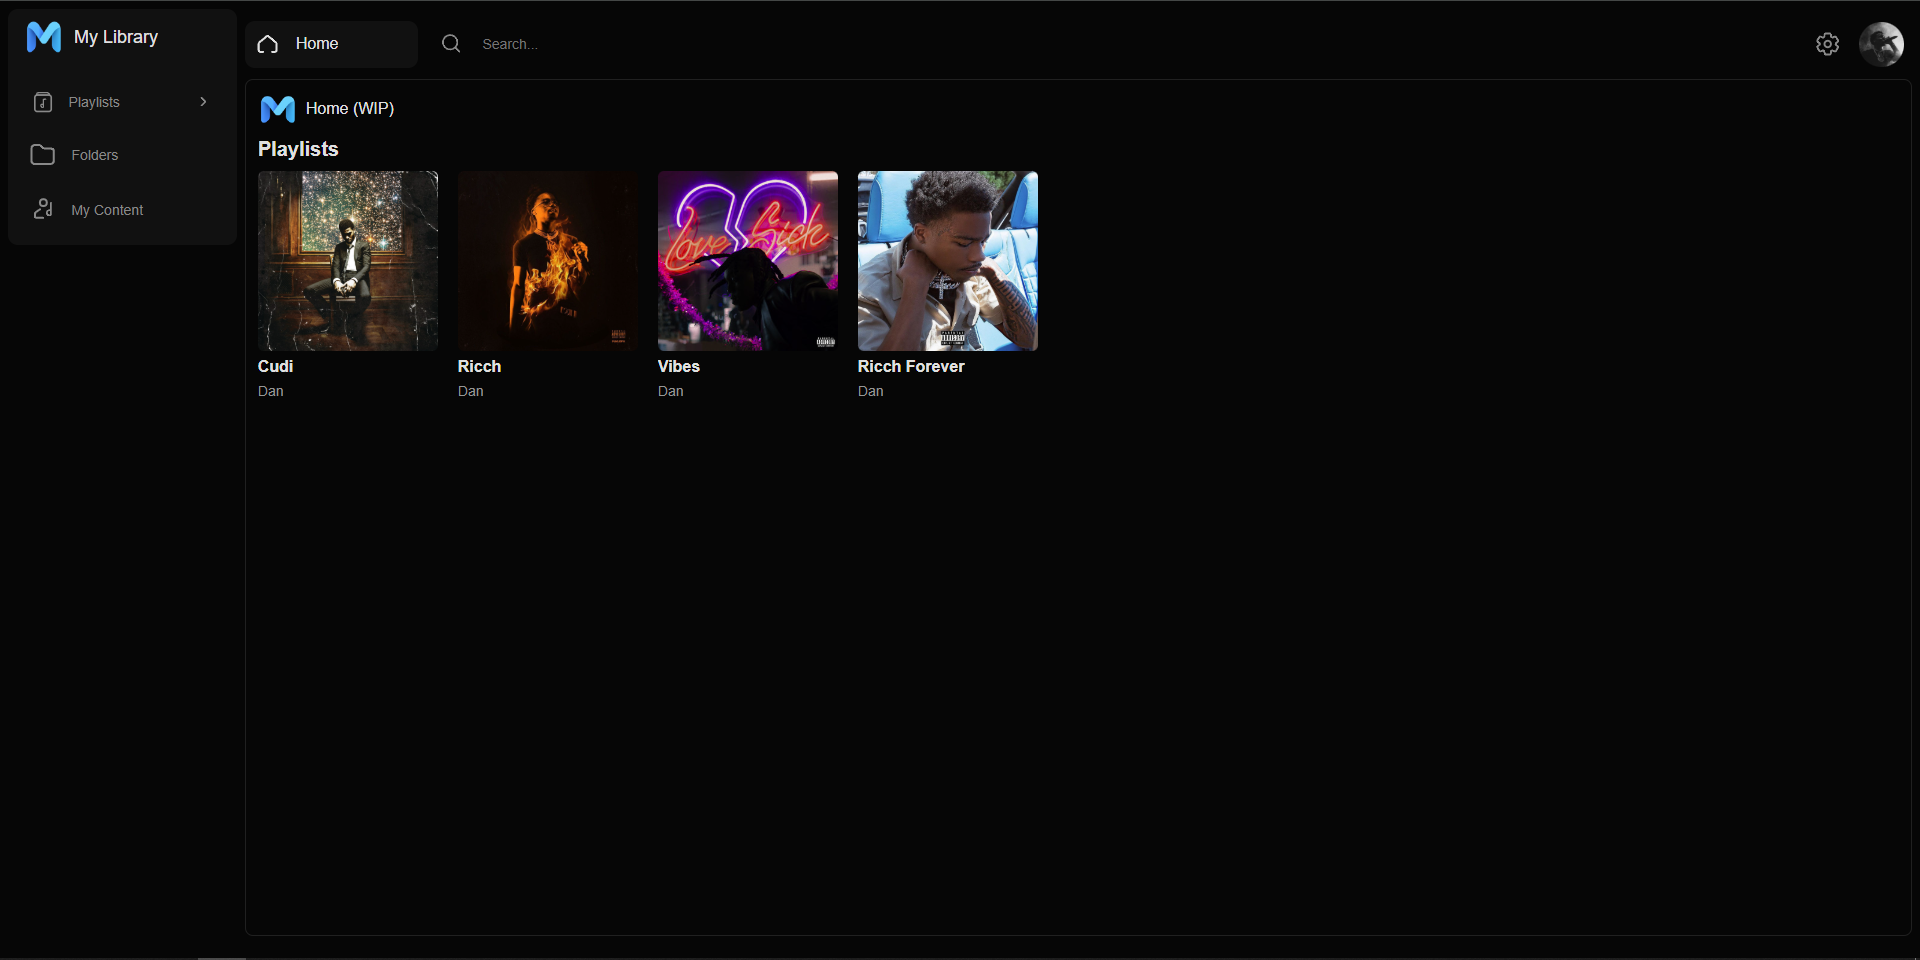 My Library
Home
Search...
Playlists
Folders
My Content
Home (WIP)
Playlists
Love Sick
Cudi
Ricch
Vibes
Ricch Forever
Dan
Dan
Dan
Dan